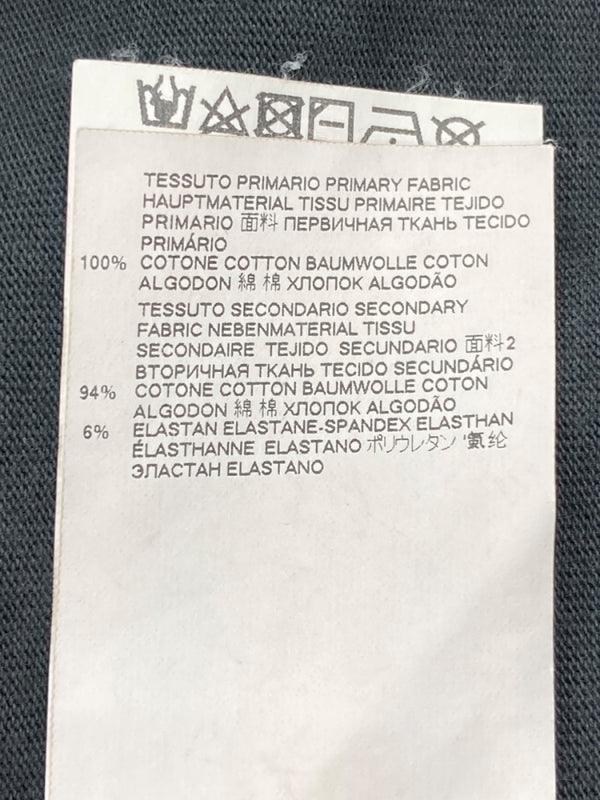 TESSUTO PRIMARIO PRIMARY FABRIC
HAUPTMATERIAL TISSU PRIMAIRE TEJIDO
PRIMARIO 面料 ПЕРВИЧНАЯ ТКАНЬ TECIDO
PRIMÁRIO
100% COTONE COTTON BAUMWOLLE COTON
ALGODON 綿 棉 ХЛОПОК ALGODÃO
TESSUTO SECONDARIO SECONDARY
FABRIC NEBENMATERIAL TISSU
SECONDAIRE TEJIDO SECUNDARIO 面料2
ВТОРИЧНАЯ ТКАНЬ TECIDO SECUNDÁRIO
94% COTONE COTTON BAUMWOLLE COTON
ALGODON 綿 棉 ХЛОПОК ALGODÃO
6% ELASTAN ELASTANE-SPANDEX ELASTHAN
ÉLASTHANNE ELASTANO ポリウレタン '氨纶
ЭЛАСТАН ELASTANO